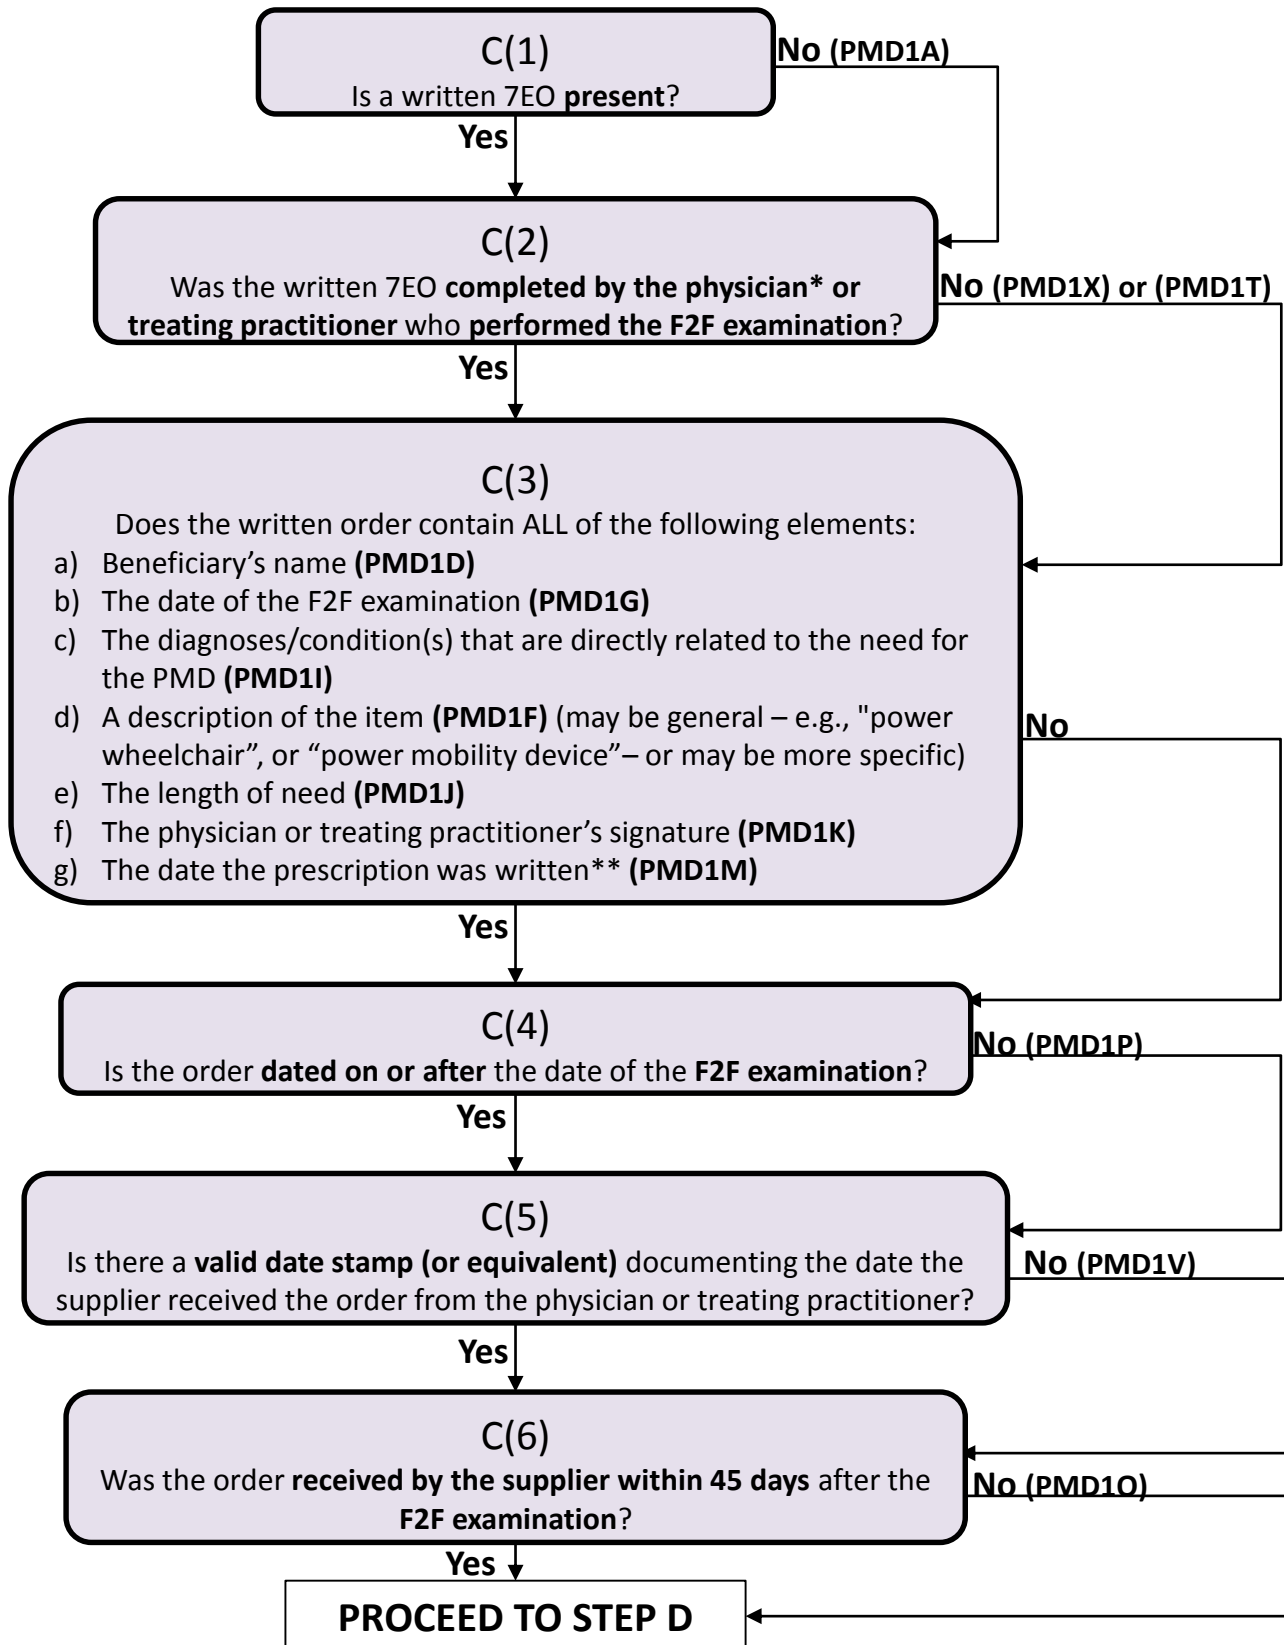 C(1)
Is a written 7EO present?
No (PMD1A)
Yes
C(2)
Was the written 7EO completed by the physician* or
treating practitioner who performed the F2F examination?
No (PMD1X) or (PMD1T)
Yes
C(3)
Does the written order contain ALL of the following elements:
a) Beneficiary’s name (PMD1D)
b) The date of the F2F examination (PMD1G)
c) The diagnoses/condition(s) that are directly related to the need for
the PMD (PMD1I)
d) A description of the item (PMD1F) (may be general – e.g., "power
wheelchair”, or “power mobility device”– or may be more specific)
e) The length of need (PMD1J)
f) The physician or treating practitioner’s signature (PMD1K)
g) The date the prescription was written** (PMD1M)
No
Yes
C(4)
Is the order dated on or after the date of the F2F examination?
No (PMD1P)
Yes
C(5)
Is there a valid date stamp (or equivalent) documenting the date the
supplier received the order from the physician or treating practitioner?
No (PMD1V)
Yes
C(6)
Was the order received by the supplier within 45 days after the
F2F examination?
No (PMD1O)
Yes
PROCEED TO STEP D